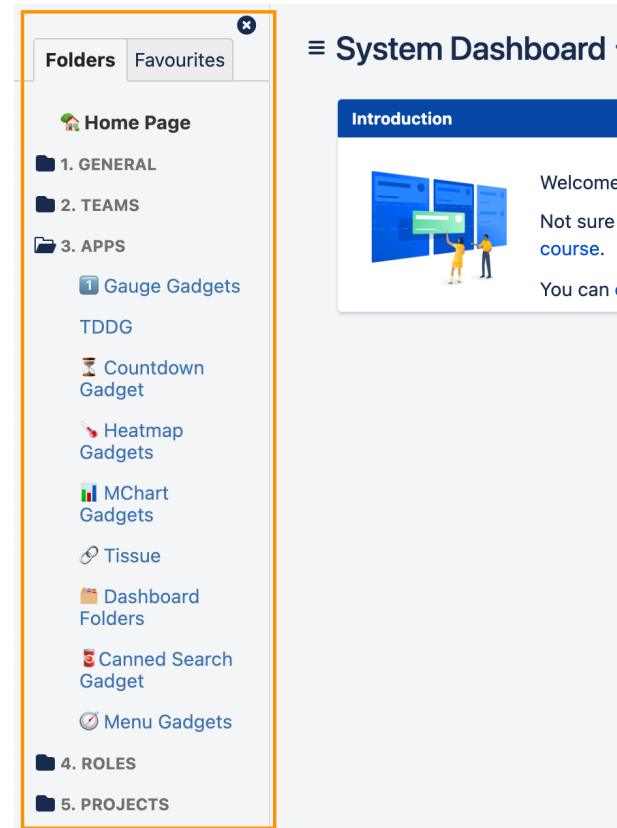 Folders Favourites
Home Page
1. GENERAL
2. TEAMS
3. APPS
1 Gauge Gadgets
TDDG
Countdown
Gadget
Heatmap
Gadgets
MChart
Gadgets
Tissue
Dashboard
Folders
Canned Search
Gadget
Menu Gadgets
4. ROLES
5. PROJECTS
System Dashboard
Introduction
Welcome
Not sure
course.
You can